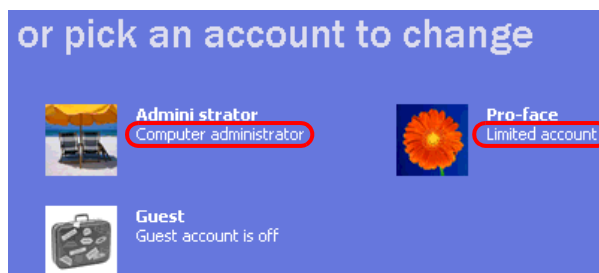 or pick an account to change
Admini strator
Computer administrator
Pro-face
Limited account
Guest
Guest account is off